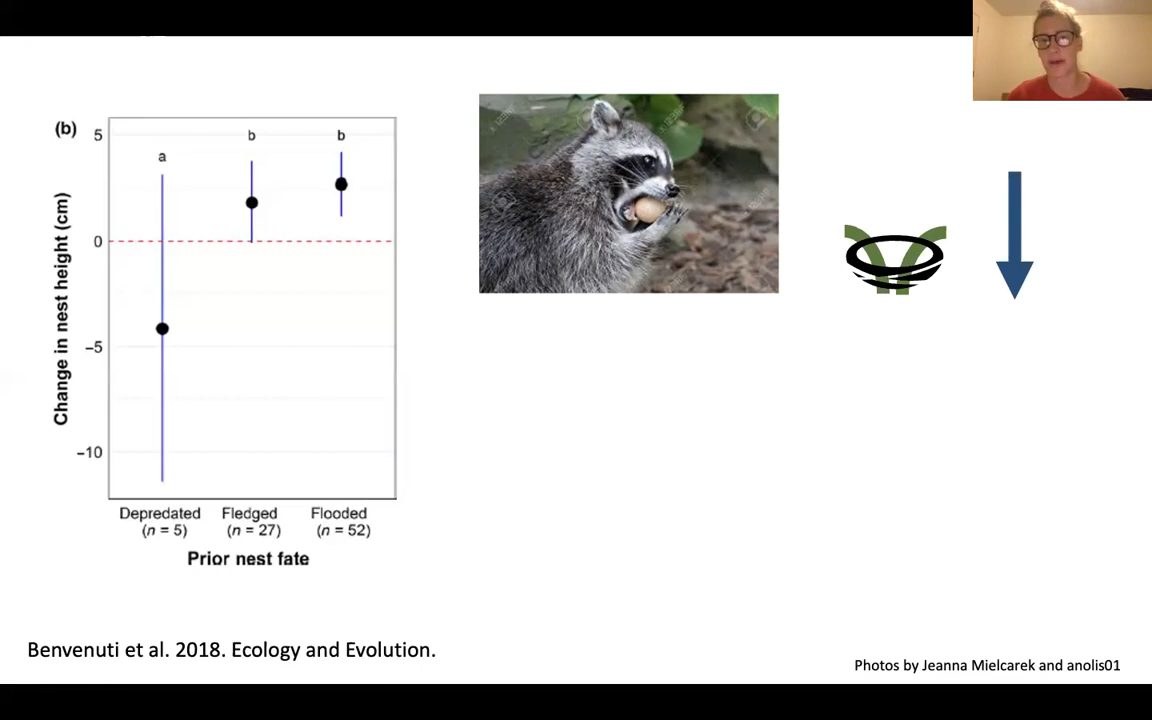 (b)
5
0
−5
−10
a
b
b
Change in nest height (cm)
Depredated Fledged Flooded
(n = 5) (n = 27) (n = 52)
Prior nest fate
123RF
Benvenuti et al. 2018. Ecology and Evolution.
Photos by Jeanna Mielcarek and anolis01